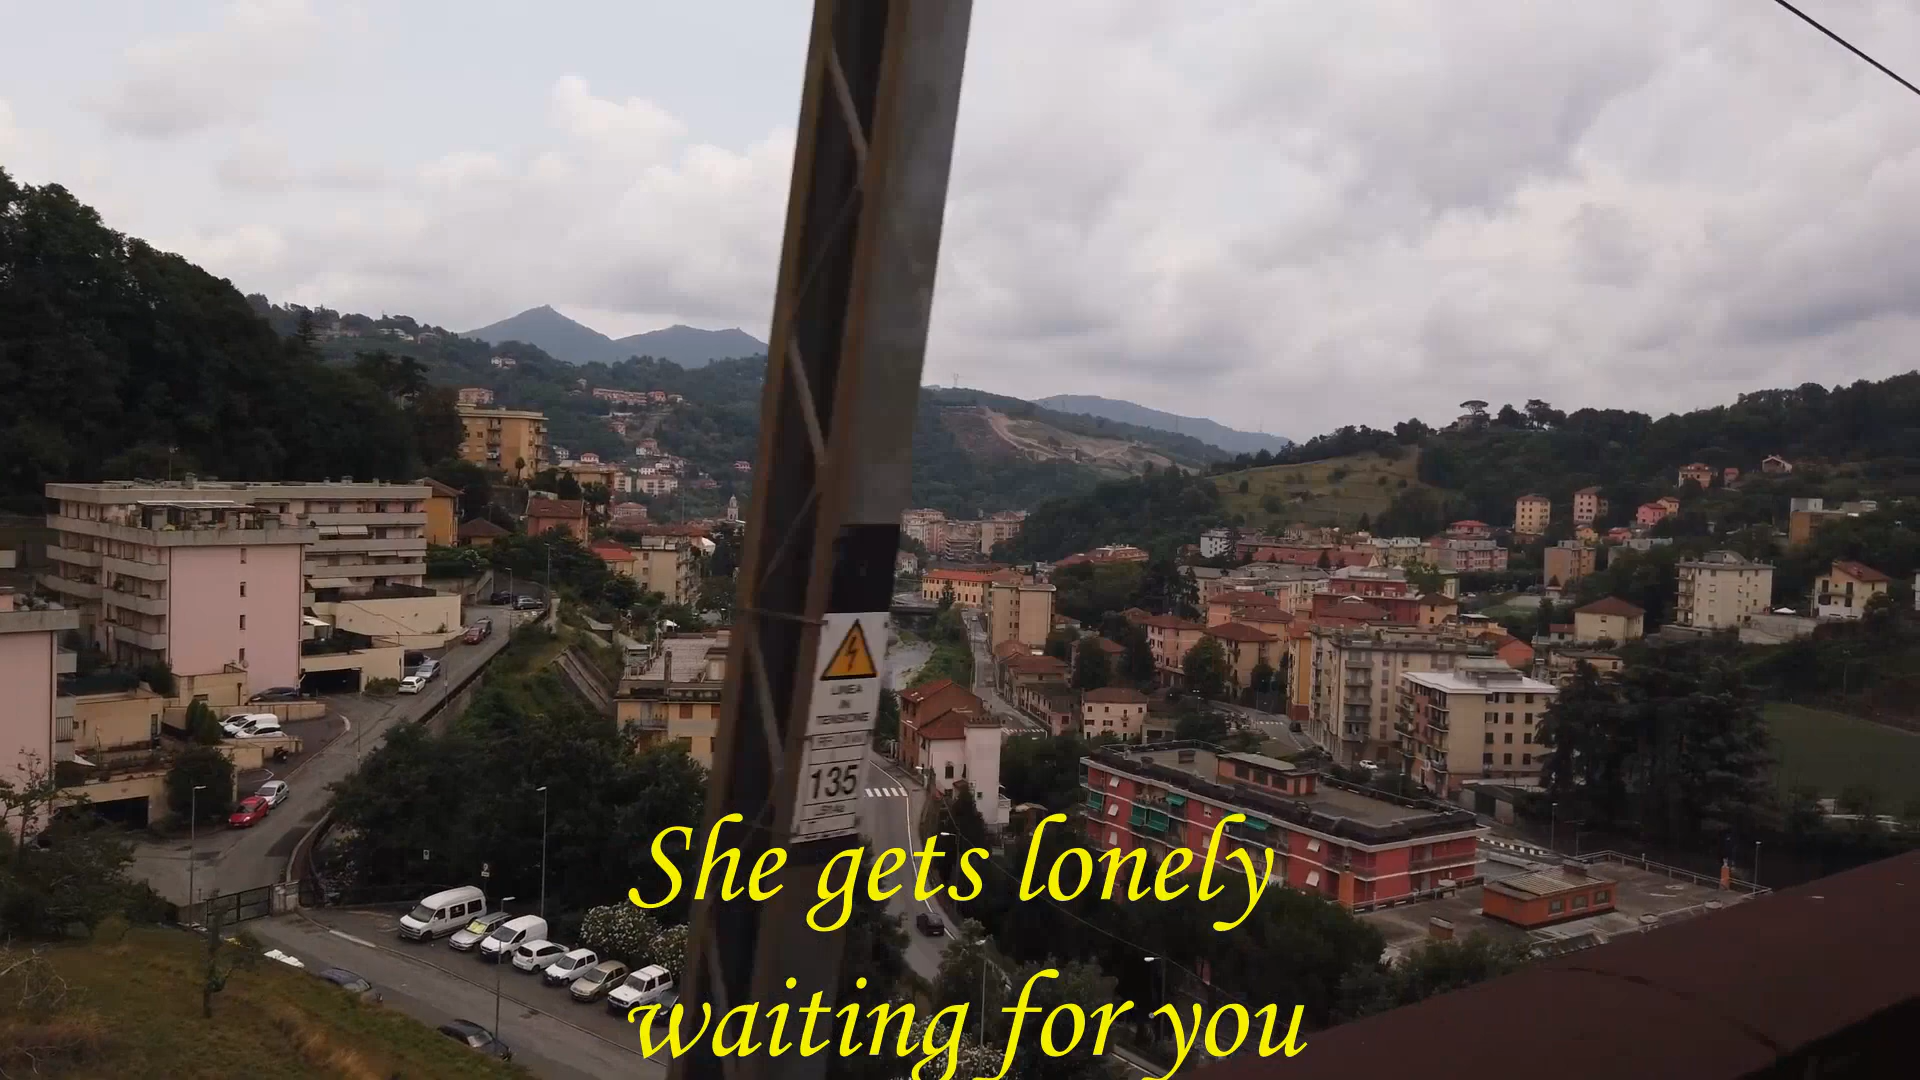 LINEA
IN
TENSIONE
135
She gets lonely
waiting for you